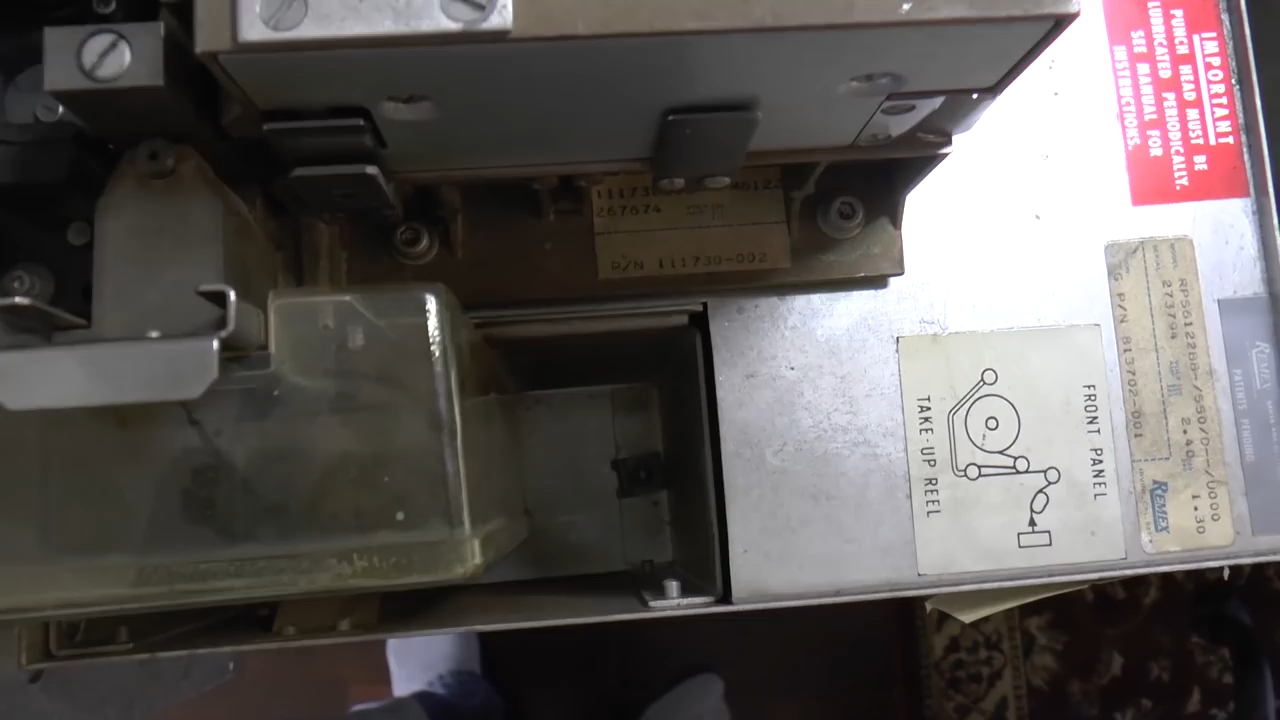 IMPORTANT
PUNCH HEAD MUST BE
LUBRICATED PERIODICALLY.
SEE MANUAL FOR
INSTRUCTIONS.
267674
P/N 111730-002
FRONT PANEL
TAKE-UP REEL
RPS6122BB-/550/D--/U000
273794 2.40 1.30
G P/N 813702-001
REMEX
REMEX
PATENTS PENDING